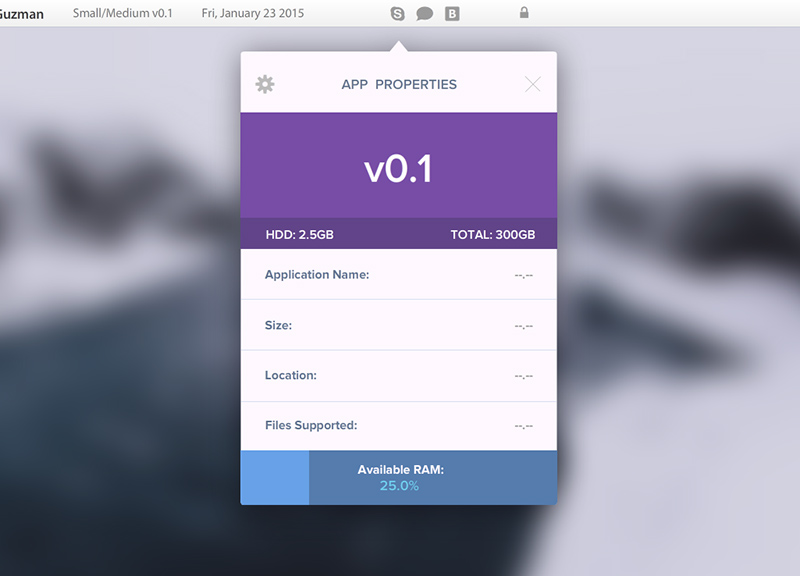 Guzman Small/Medium v0.1 Fri, January 23 2015 S B
APP PROPERTIES
v0.1
HDD: 2.5GB TOTAL: 300GB
Application Name: --.--
Size: --.--
Location: --.--
Files Supported: --.--
Available RAM:
25.0%